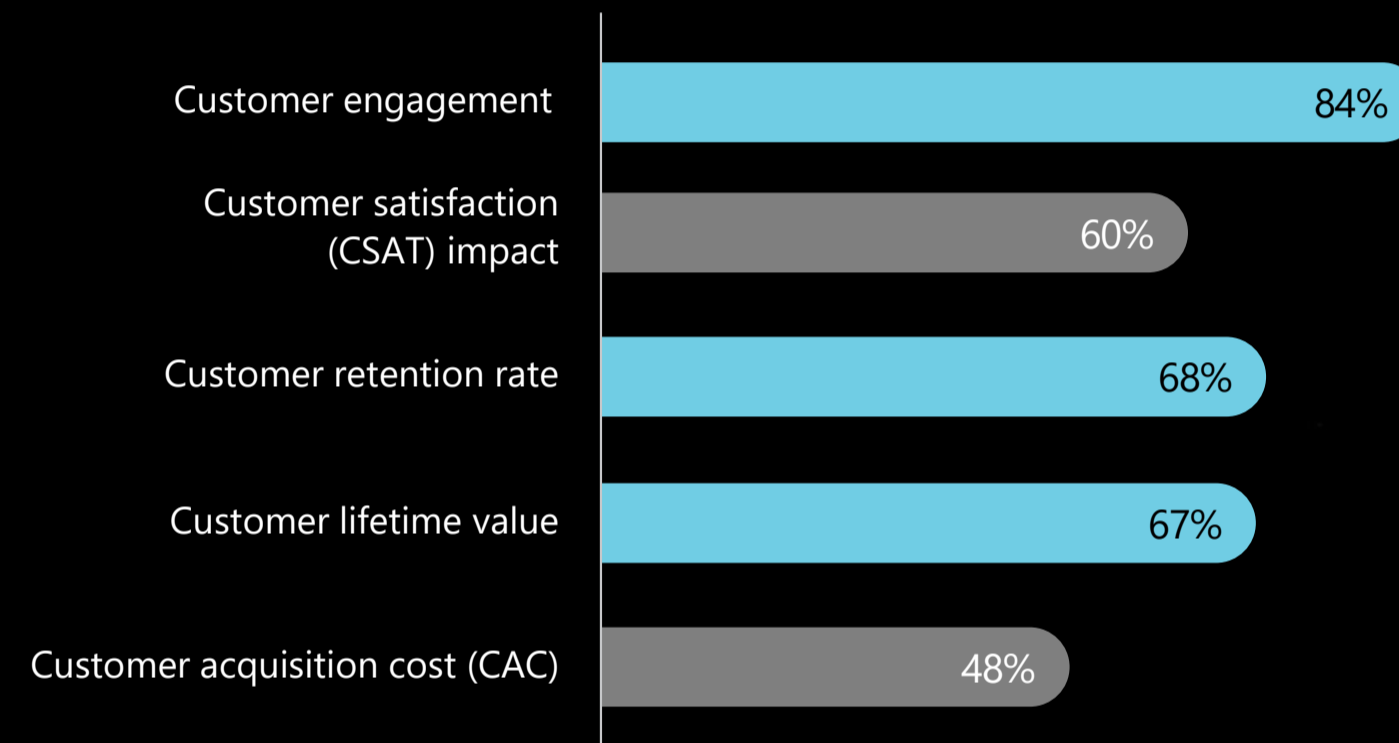 Customer engagement
84%
Customer satisfaction
(CSAT) impact
60%
Customer retention rate
68%
Customer lifetime value
67%
Customer acquisition cost (CAC)
48%